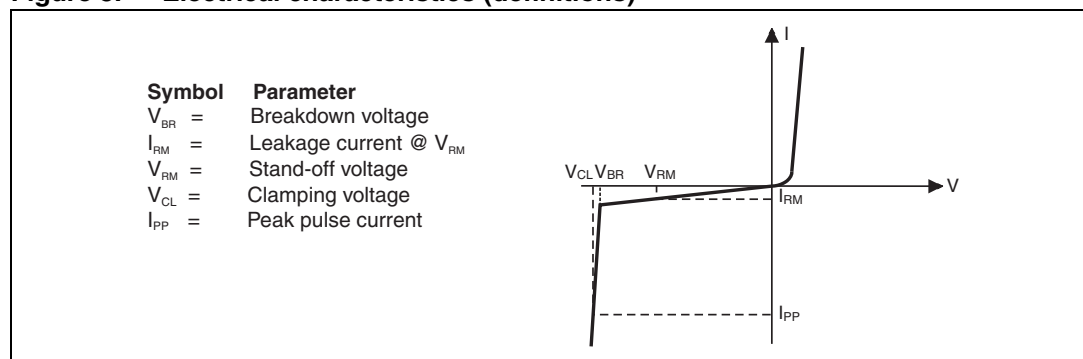 Figure 3. Electrical characteristics (definitions)
Symbol Parameter
VBR = Breakdown voltage
IRM = Leakage current @ VRM
VRM = Stand-off voltage
VCL = Clamping voltage
IPP = Peak pulse current
I
VCL VBR VRM
V
IRM
IPP